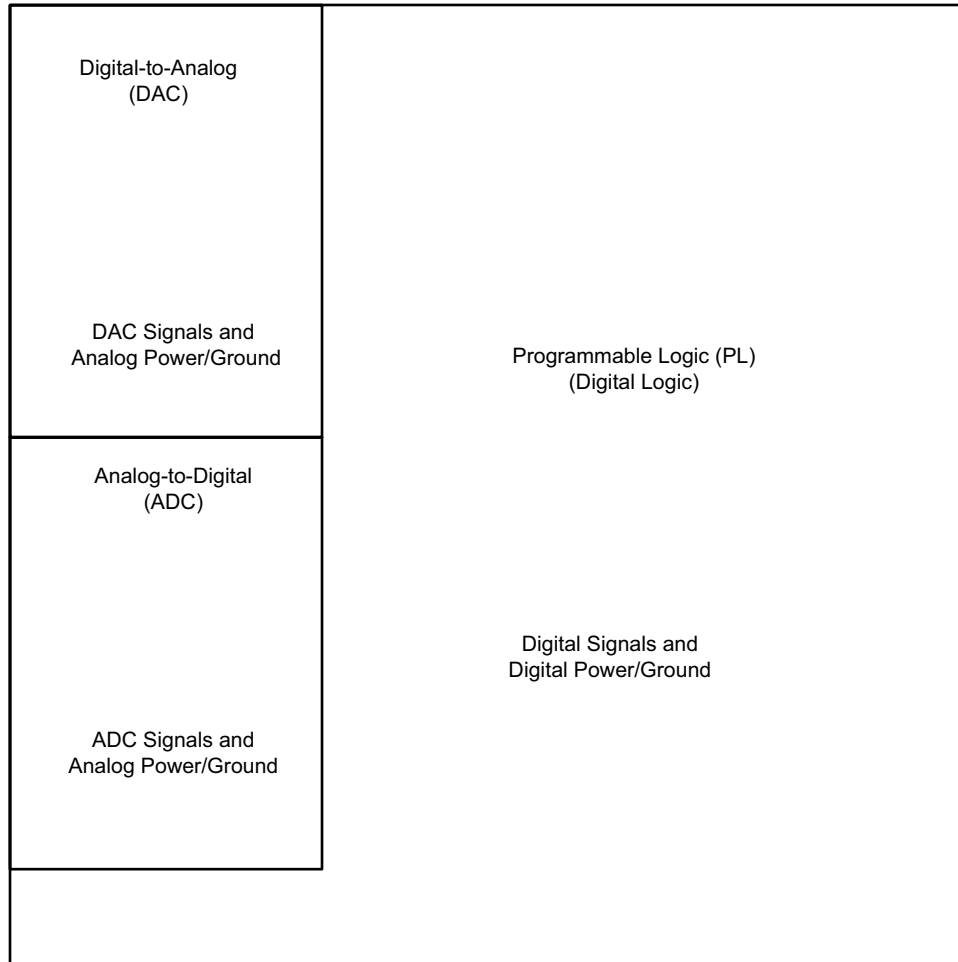 Digital-to-Analog
(DAC)
DAC Signals and
Analog Power/Ground
Programmable Logic (PL)
(Digital Logic)
Analog-to-Digital
(ADC)
Digital Signals and
Digital Power/Ground
ADC Signals and
Analog Power/Ground